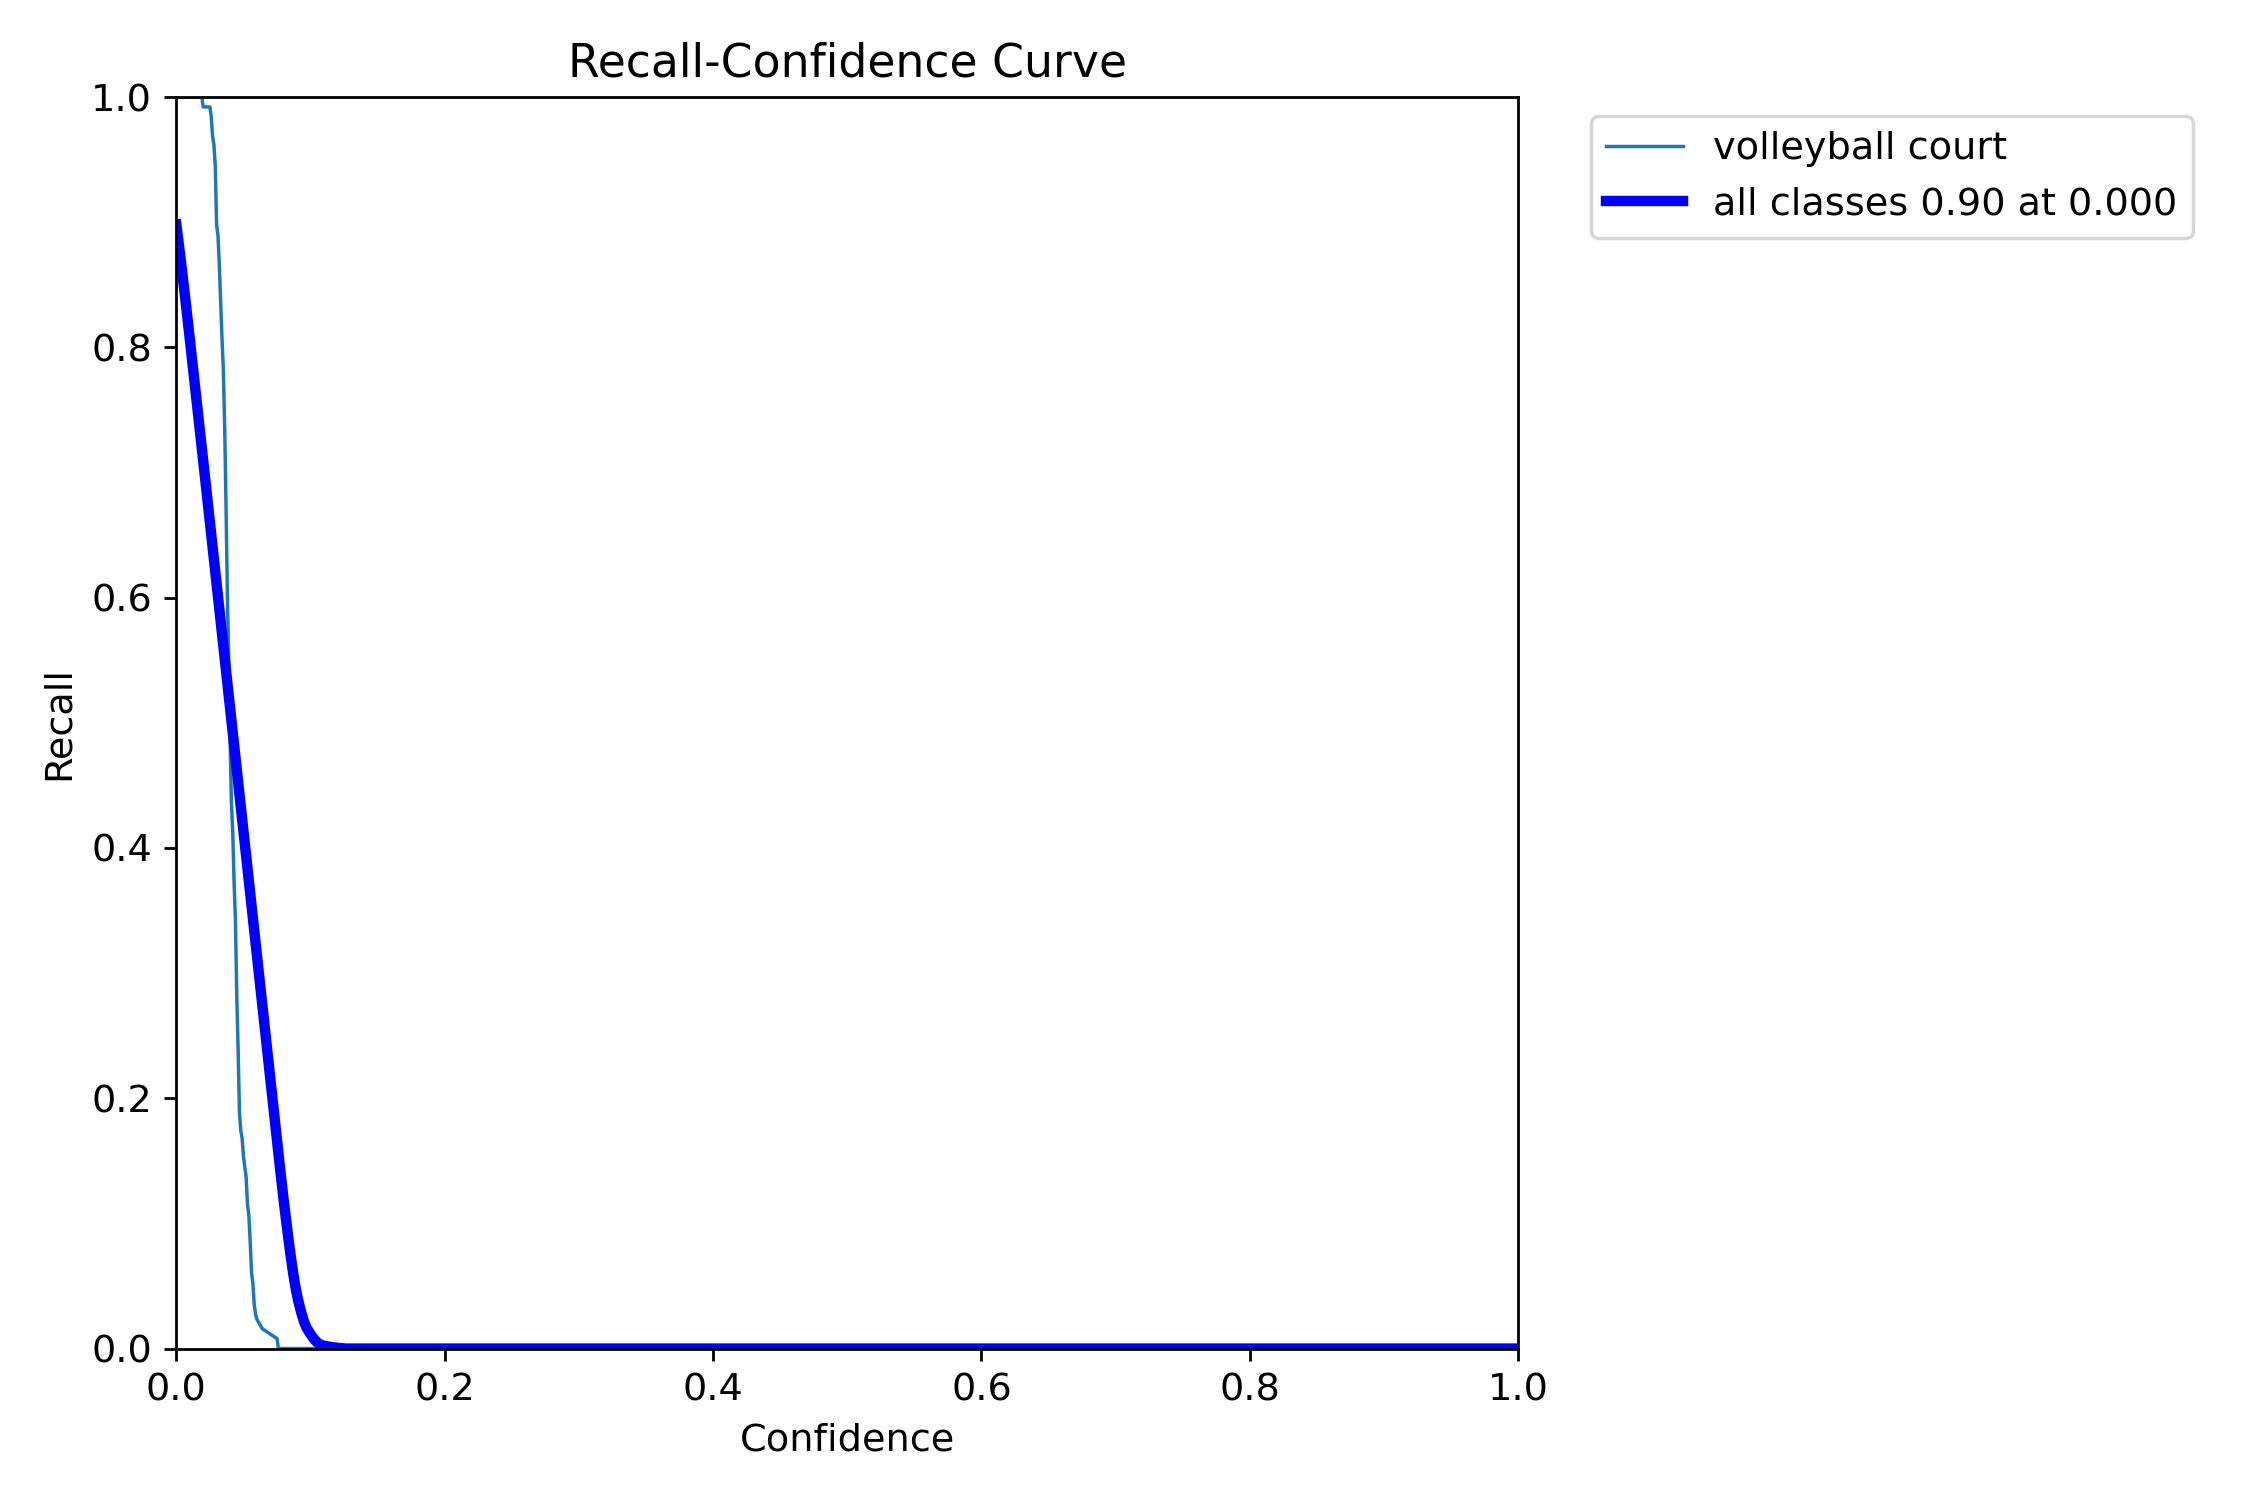 Recall-Confidence Curve
1.0
0.8
0.6
0.4
0.2
0.0
Recall
0.0 0.2 0.4 0.6 0.8 1.0
Confidence
volleyball court
all classes 0.90 at 0.000